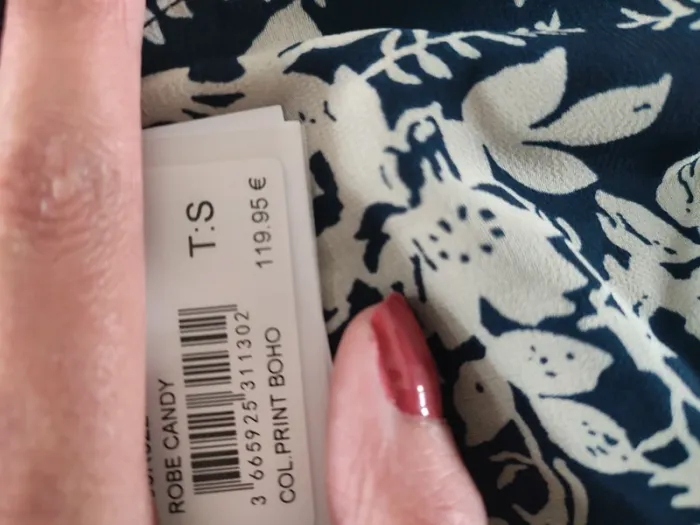 T:S
119.95 €
ROBE CANDY
3 665925 311302
COL.PRINT BOHO